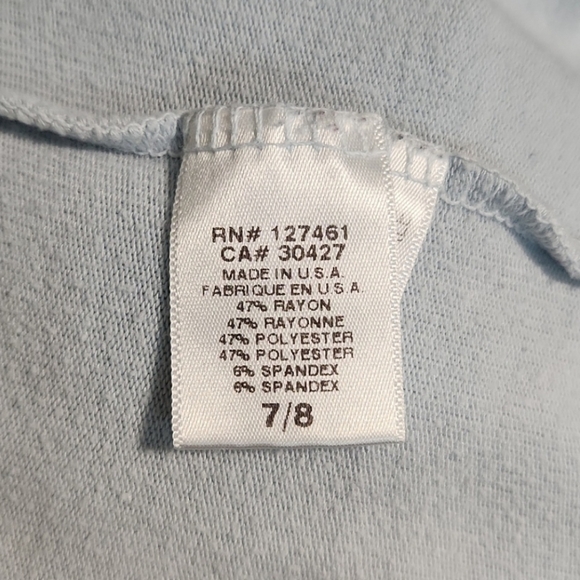 RN# 127461
CA# 30427
MADE IN U.S.A.
FABRIQUE EN U.S.A.
47% RAYON
47% RAYONNE
47% POLYESTER
47% POLYESTER
6% SPANDEX
6% SPANDEX
7/8